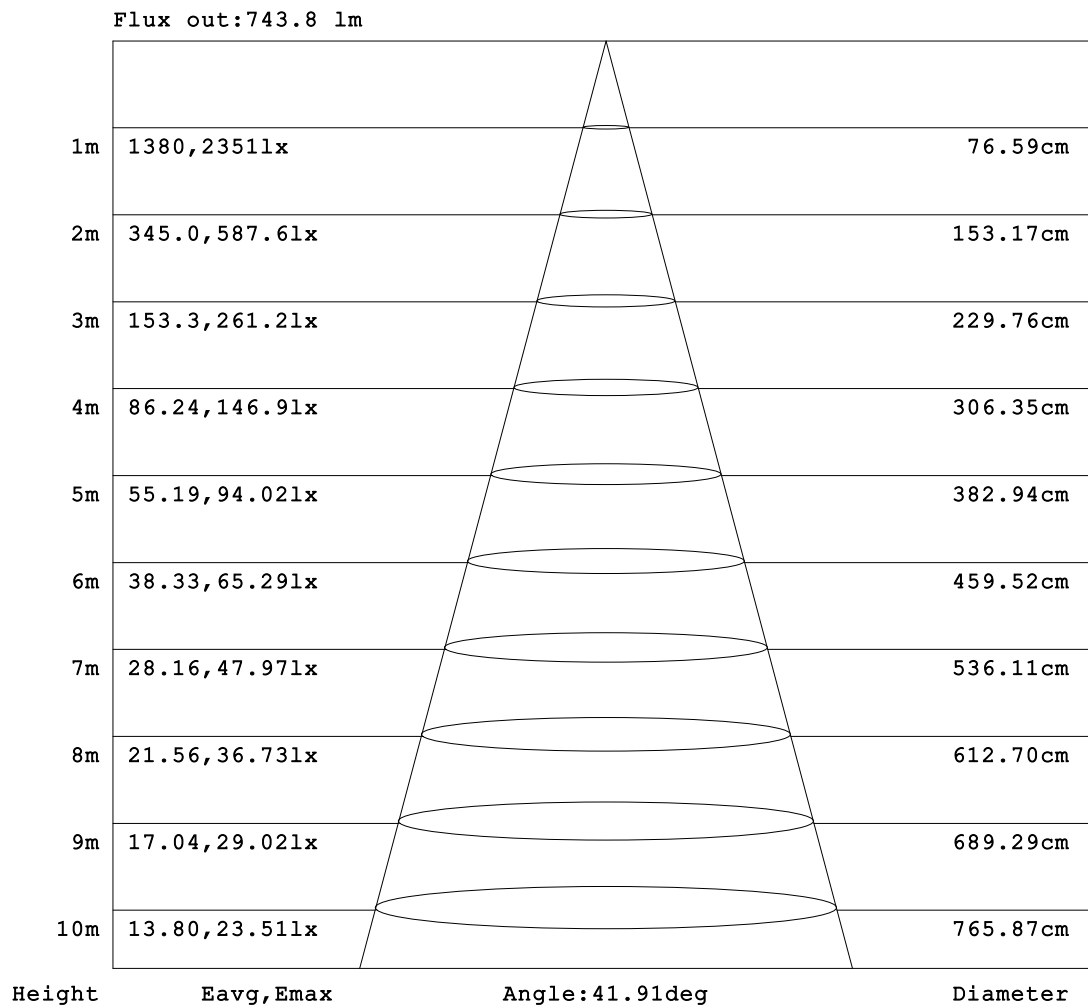 Flux out:743.8 lm
1m 1380,2351lx 76.59cm
2m 345.0,587.6lx 153.17cm
3m 153.3,261.2lx 229.76cm
4m 86.24,146.9lx 306.35cm
5m 55.19,94.02lx 382.94cm
6m 38.33,65.29lx 459.52cm
7m 28.16,47.97lx 536.11cm
8m 21.56,36.73lx 612.70cm
9m 17.04,29.02lx 689.29cm
10m 13.80,23.51lx 765.87cm
Height Eavg,Emax Angle:41.91deg Diameter